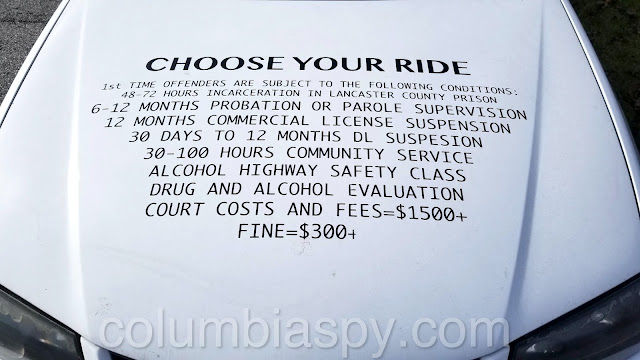 CHOOSE YOUR RIDE
1st TIME OFFENDERS ARE SUBJECT TO THE FOLLOWING CONDITIONS:
48-72 HOURS INCARCERATION IN LANCASTER COUNTY PRISON
6-12 MONTHS PROBATION OR PAROLE SUPERVISION
12 MONTHS COMMERCIAL LICENSE SUSPENSION
30 DAYS TO 12 MONTHS DL SUSPESION
30-100 HOURS COMMUNITY SERVICE
ALCOHOL HIGHWAY SAFETY CLASS
DRUG AND ALCOHOL EVALUATION
COURT COSTS AND FEES=$1500+
FINE=$300+
columbiaspy.com